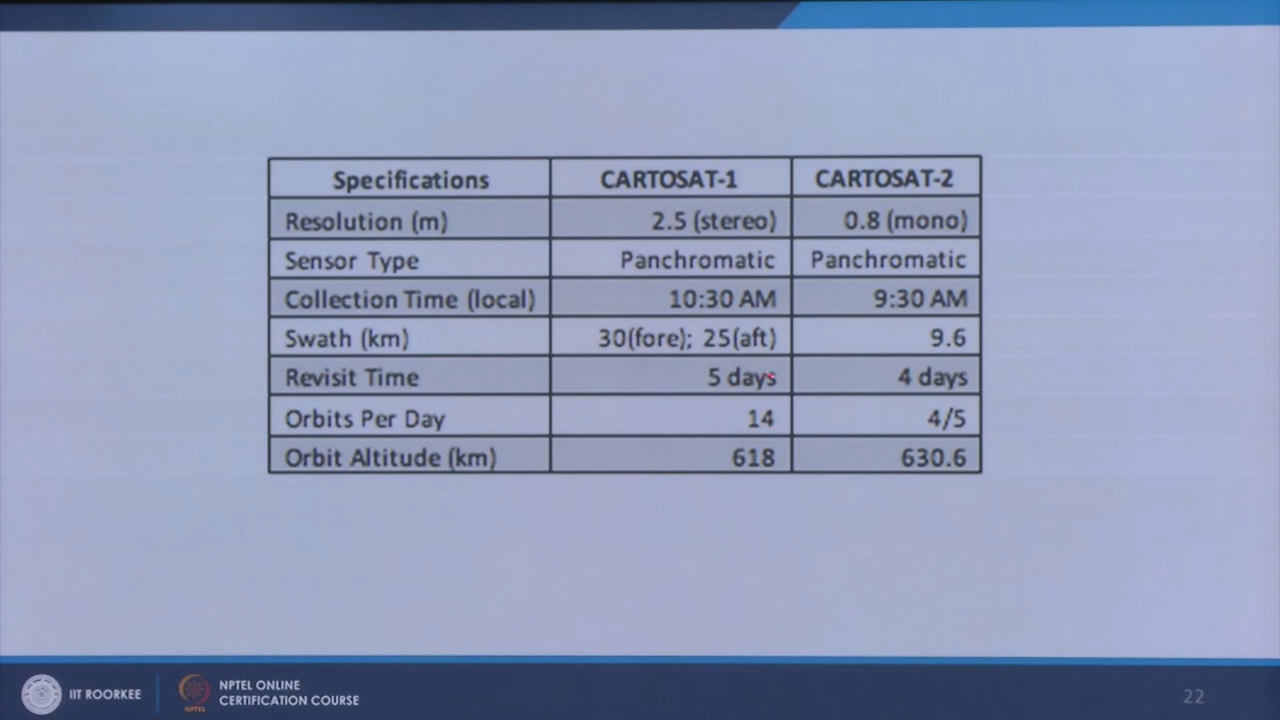 Specifications CARTOSAT-1 CARTOSAT-2
Resolution (m) 2.5 (stereo) 0.8 (mono)
Sensor Type Panchromatic Panchromatic
Collection Time (local) 10:30 AM 9:30 AM
Swath (km) 30(fore); 25(aft) 9.6
Revisit Time 5 days 4 days
Orbits Per Day 14 4/5
Orbit Altitude (km) 618 630.6
IIT ROORKEE
NPTEL
NPTEL ONLINE
CERTIFICATION COURSE
22